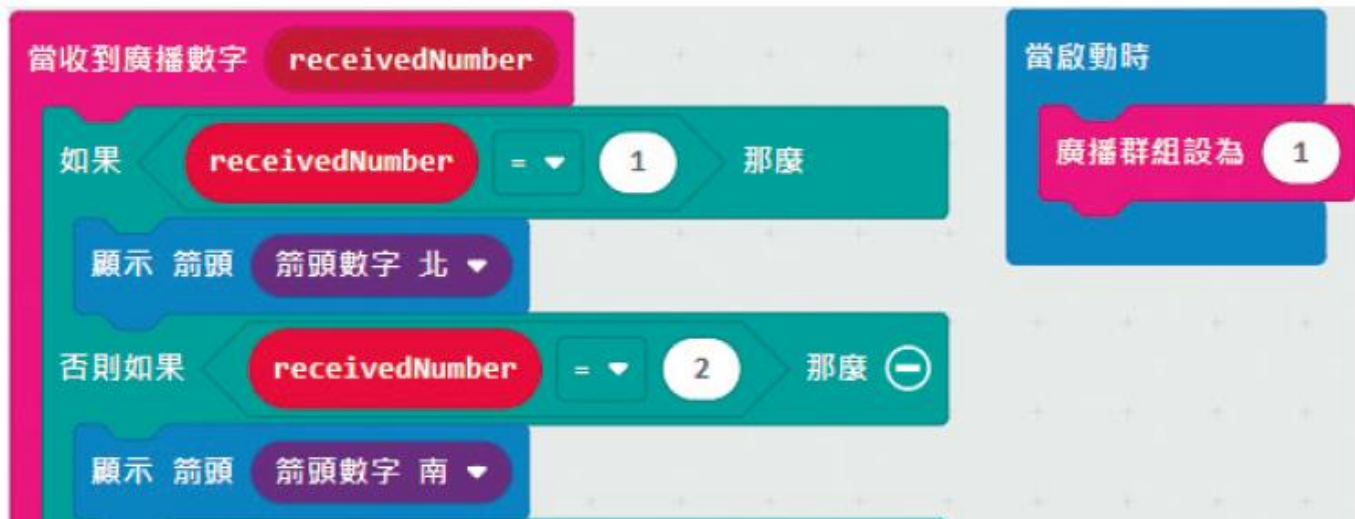 當收到廣播數字 receivedNumber
如果 receivedNumber = 1 那麼
顯示 箭頭 箭頭數字 北
否則如果 receivedNumber = 2 那麼
顯示 箭頭 箭頭數字 南
當啟動時
廣播群組設為 1